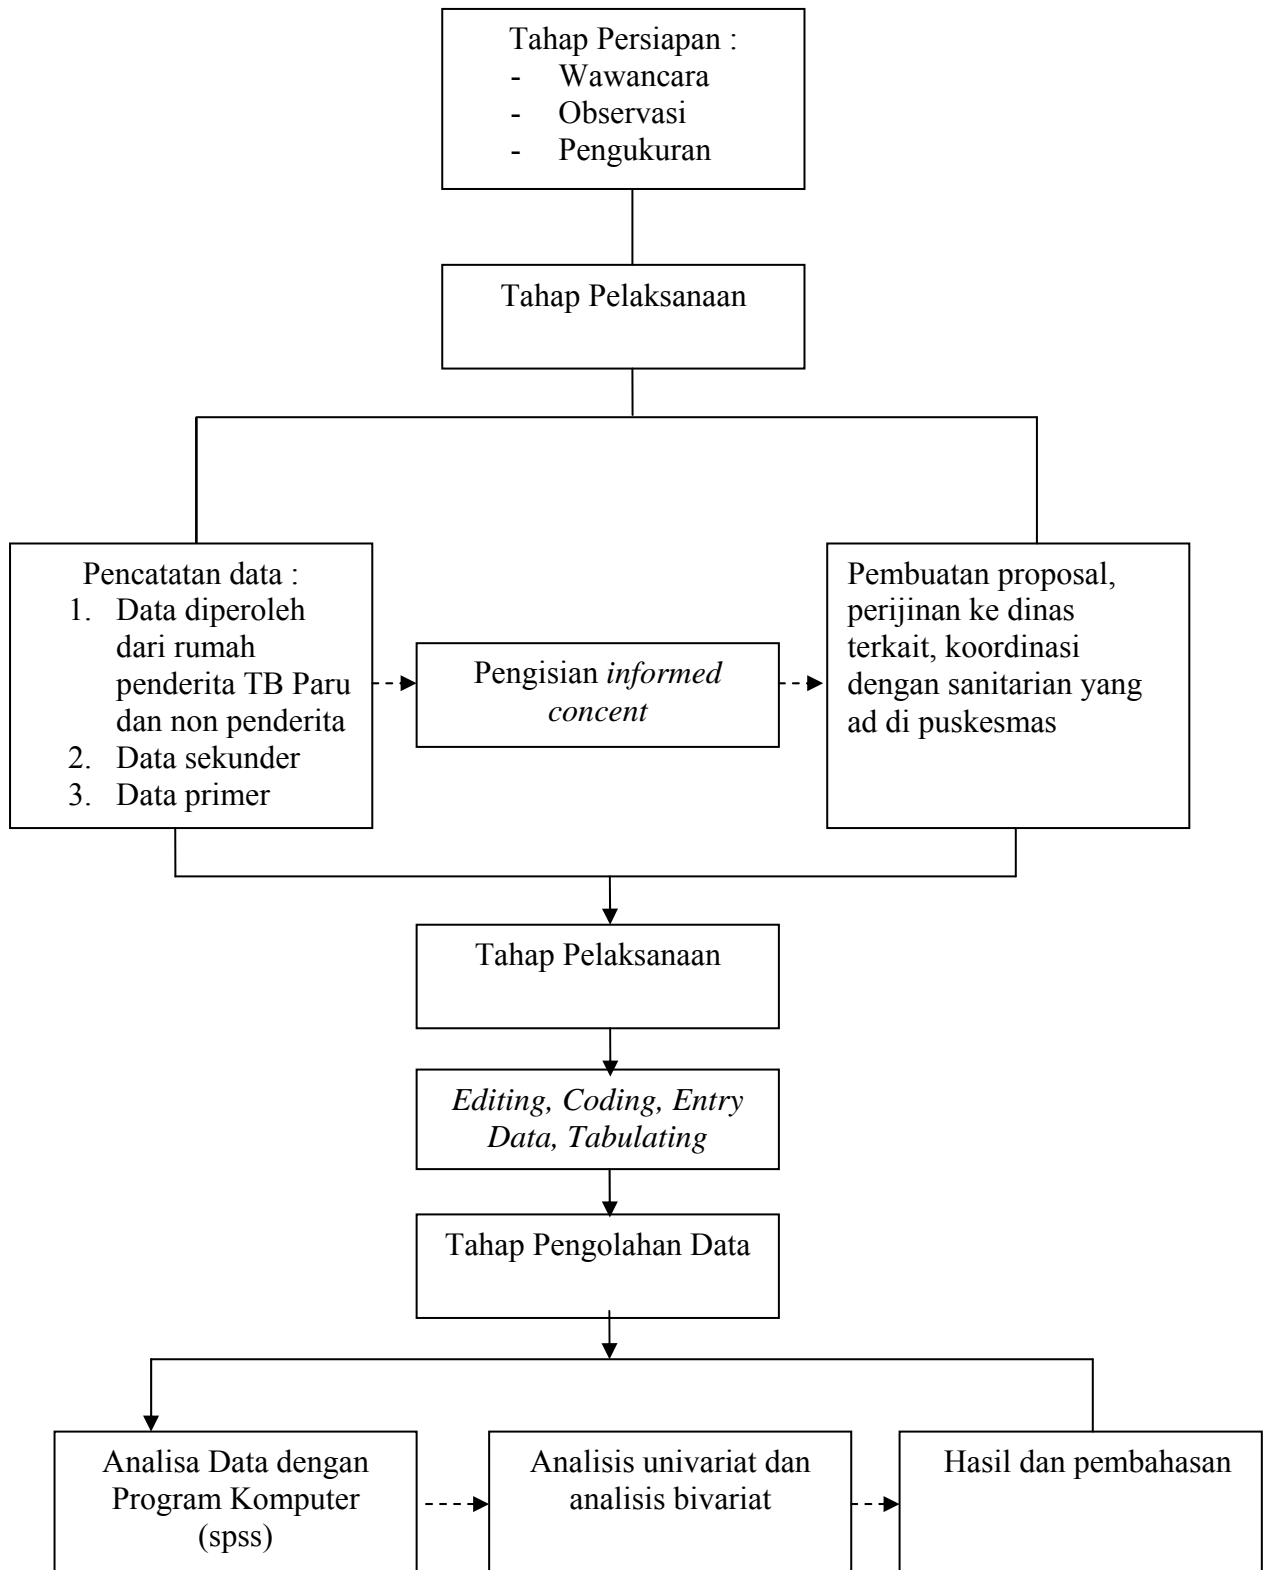 Tahap Persiapan :
- Wawancara
- Observasi
- Pengukuran
Tahap Pelaksanaan
Pencatatan data :
1. Data diperoleh
dari rumah
penderita TB Paru
dan non penderita
2. Data sekunder
3. Data primer
Pengisian informed
concent
Pembuatan proposal,
perijinan ke dinas
terkait, koordinasi
dengan sanitarian yang
ad di puskesmas
Tahap Pelaksanaan
Editing, Coding, Entry
Data, Tabulating
Tahap Pengolahan Data
Analisa Data dengan
Program Komputer
(spss)
Analisis univariat dan
analisis bivariat
Hasil dan pembahasan